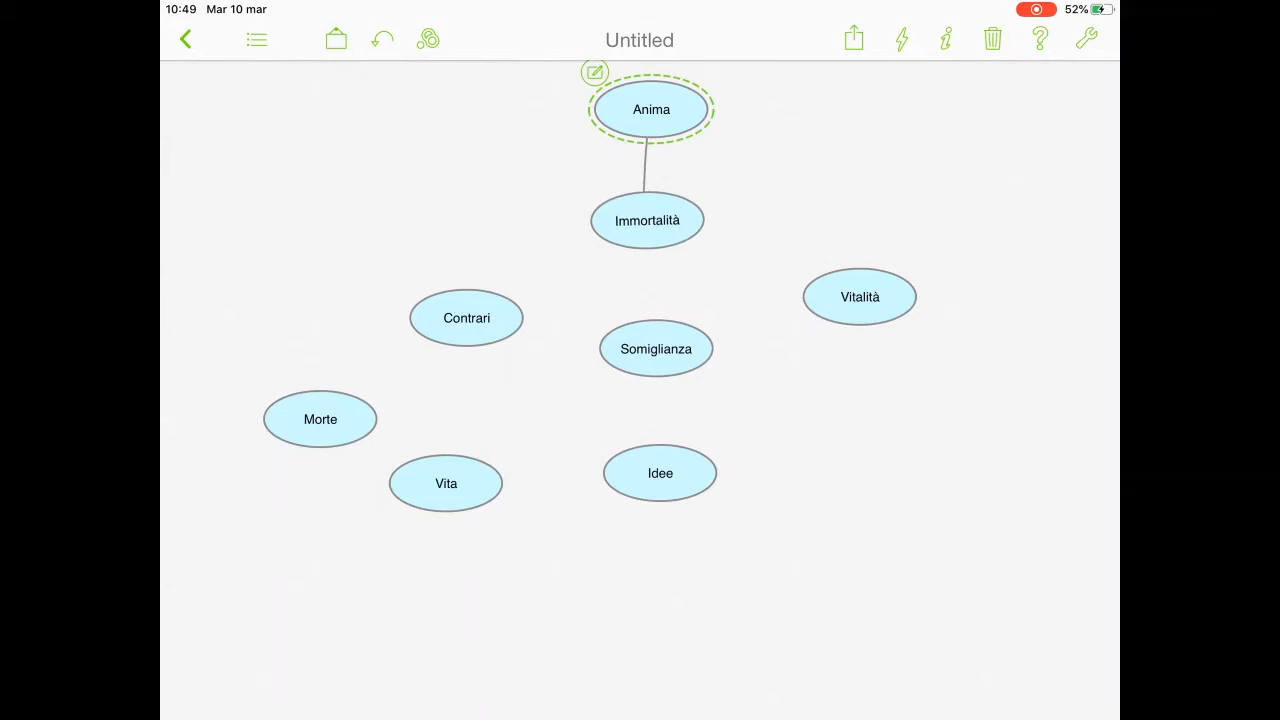 10:49 Mar 10 mar 52%
Untitled
Anima
Immortalità
Vitalità
Contrari
Somiglianza
Morte
Idee
Vita